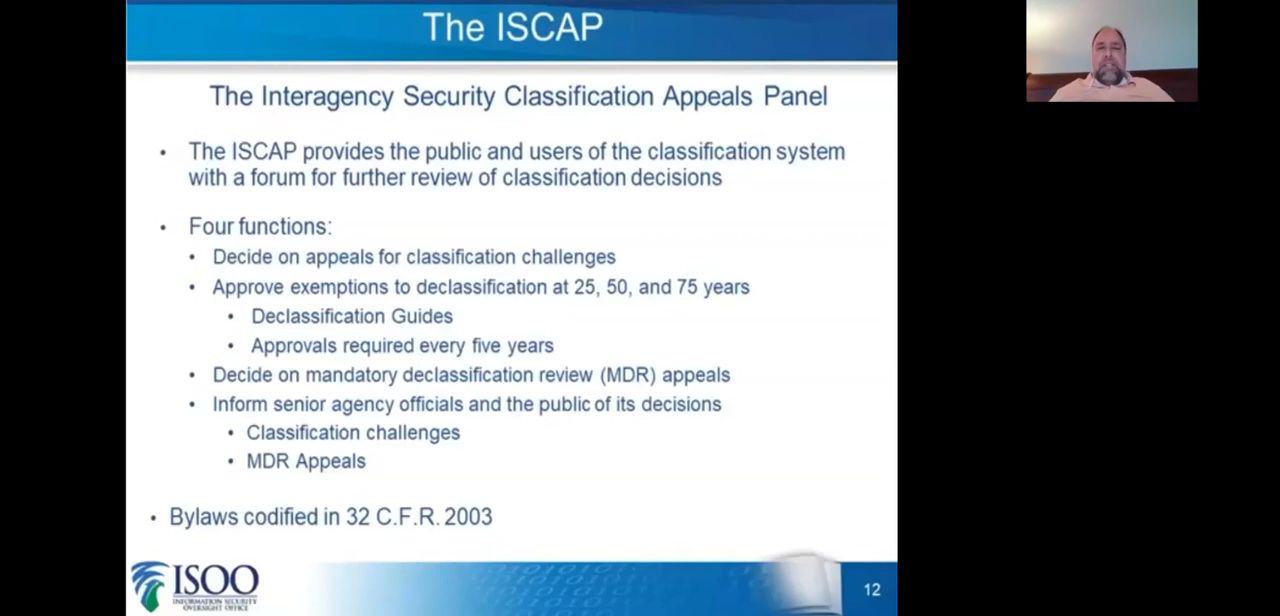 The ISCAP
The Interagency Security Classification Appeals Panel
• The ISCAP provides the public and users of the classification system
with a forum for further review of classification decisions
• Four functions:
• Decide on appeals for classification challenges
• Approve exemptions to declassification at 25, 50, and 75 years
• Declassification Guides
• Approvals required every five years
• Decide on mandatory declassification review (MDR) appeals
• Inform senior agency officials and the public of its decisions
• Classification challenges
• MDR Appeals
• Bylaws codified in 32 C.F.R. 2003
ISOO
INFORMATION SECURITY
OVERSIGHT OFFICE
12